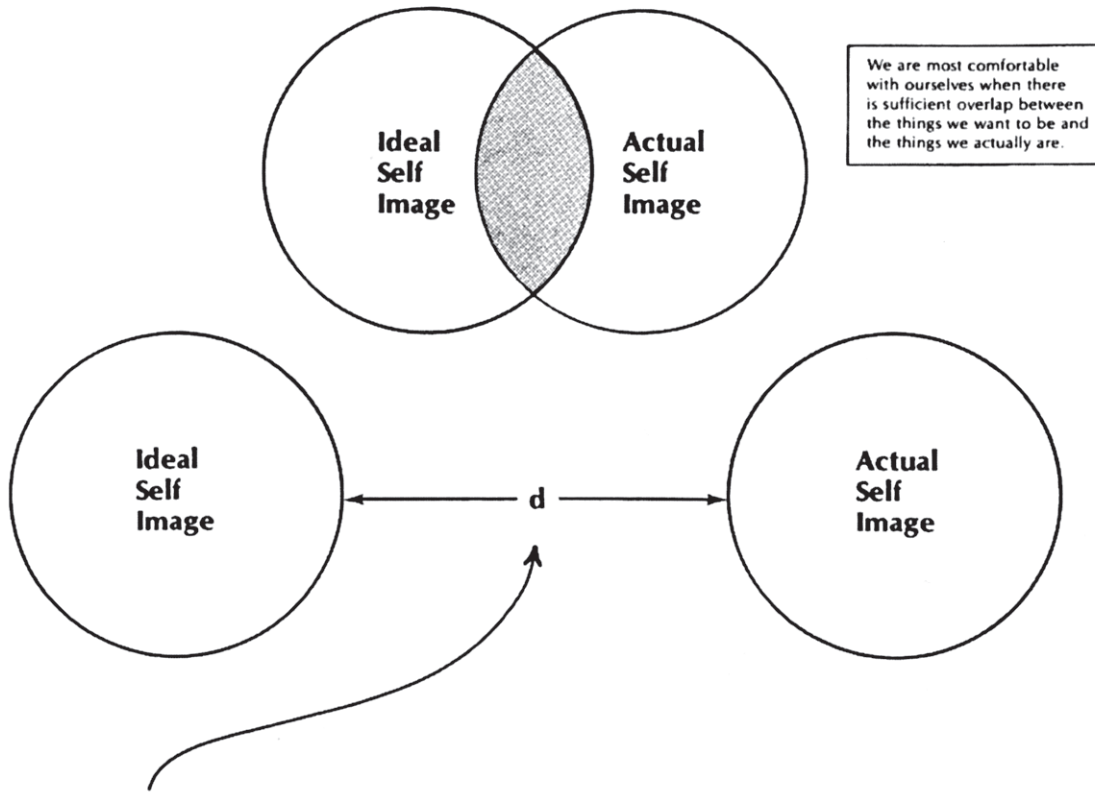 Ideal
Self
Image
Actual
Self
Image
We are most comfortable
with ourselves when there
is sufficient overlap between
the things we want to be and
the things we actually are.
Ideal
Self
Image
d
Actual
Self
Image